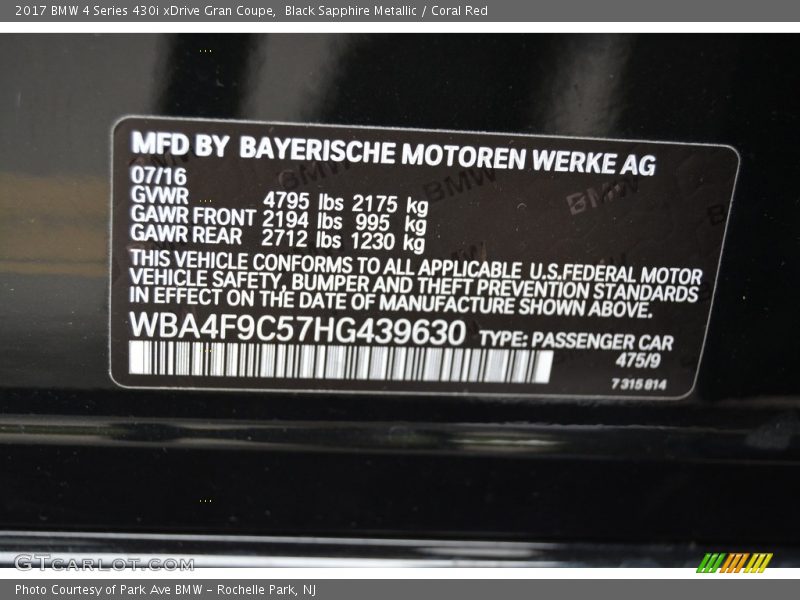 2017 BMW 4 Series 430i xDrive Gran Coupe, Black Sapphire Metallic / Coral Red
MFD BY BAYERISCHE MOTOREN WERKE AG
07/16
GVWR 4795 lbs 2175 kg
GAWR FRONT 2194 lbs 995 kg
GAWR REAR 2712 lbs 1230 kg
THIS VEHICLE CONFORMS TO ALL APPLICABLE U.S.FEDERAL MOTOR
VEHICLE SAFETY, BUMPER AND THEFT PREVENTION STANDARDS
IN EFFECT ON THE DATE OF MANUFACTURE SHOWN ABOVE.
WBA4F9C57HG439630 TYPE: PASSENGER CAR
475/9
7 315 814
GTCARLOT.COM
Photo Courtesy of Park Ave BMW - Rochelle Park, NJ